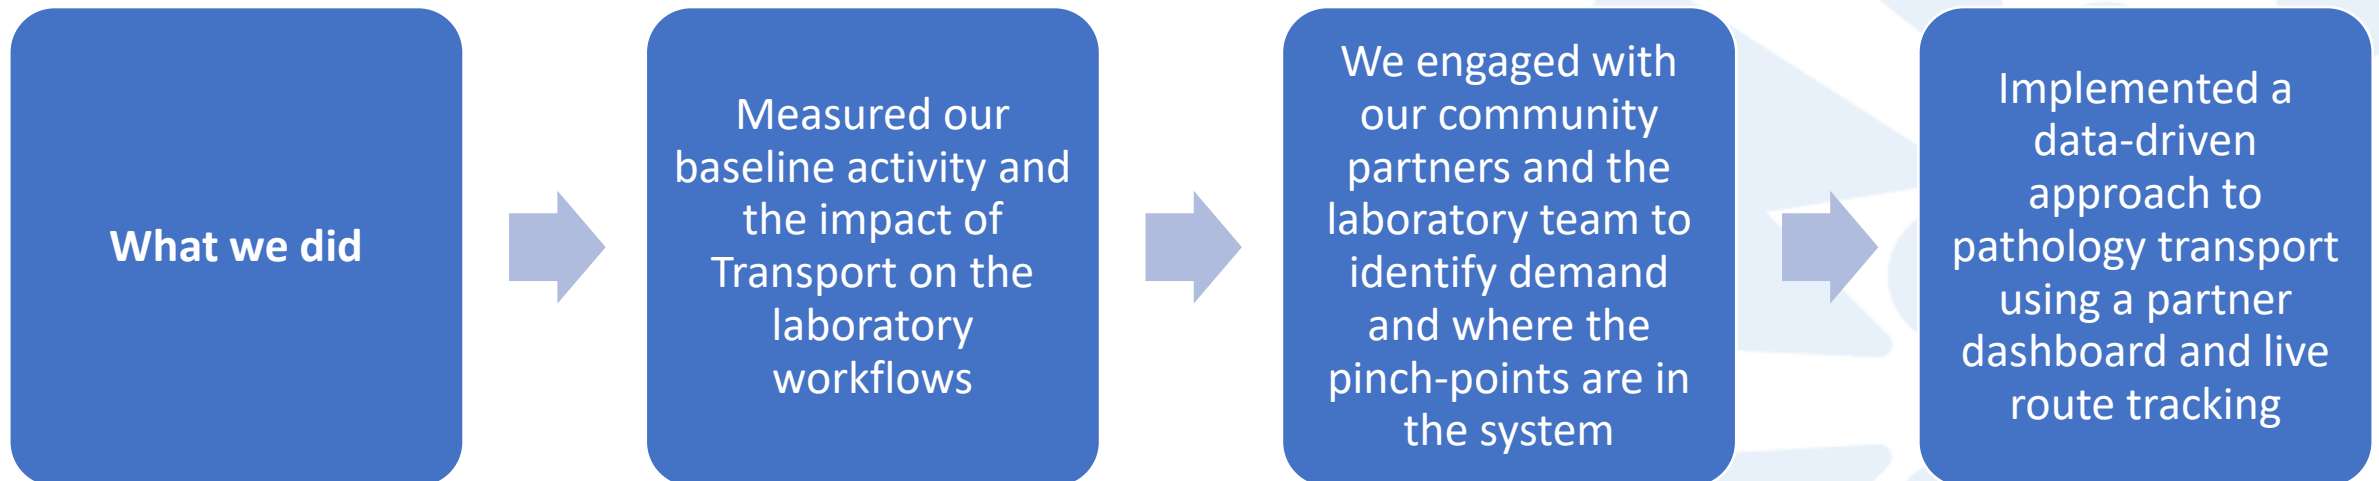 What we did
Measured our
baseline activity and
the impact of
Transport on the
laboratory
workflows
We engaged with
our community
partners and the
laboratory team to
identify demand
and where the
pinch-points are in
the system
Implemented a
data-driven
approach to
pathology transport
using a partner
dashboard and live
route tracking